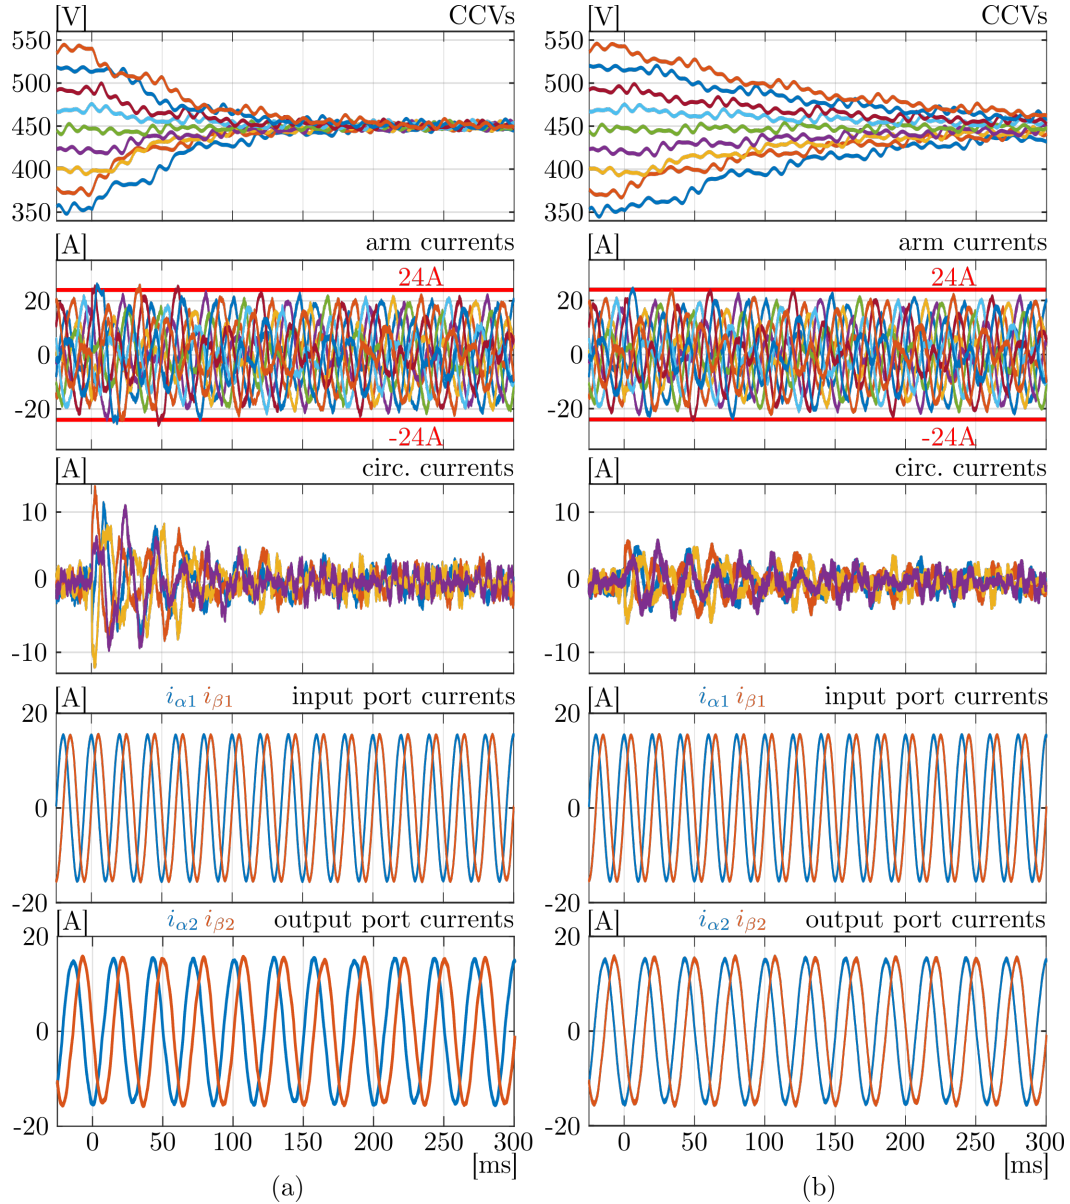 [V] CCVs
550
500
450
400
350
[A] arm currents
24A
20
0
-20
-24A
[A] circ. currents
10
0
-10
[A] iα1 iβ1 input port currents
20
0
-20
[A] iα2 iβ2 output port currents
20
0
-20
0 50 100 150 200 250 300
[ms]
(a)
[V] CCVs
550
500
450
400
350
[A] arm currents
24A
20
0
-20
-24A
[A] circ. currents
10
0
-10
[A] iα1 iβ1 input port currents
20
0
-20
[A] iα2 iβ2 output port currents
20
0
-20
0 50 100 150 200 250 300
[ms]
(b)